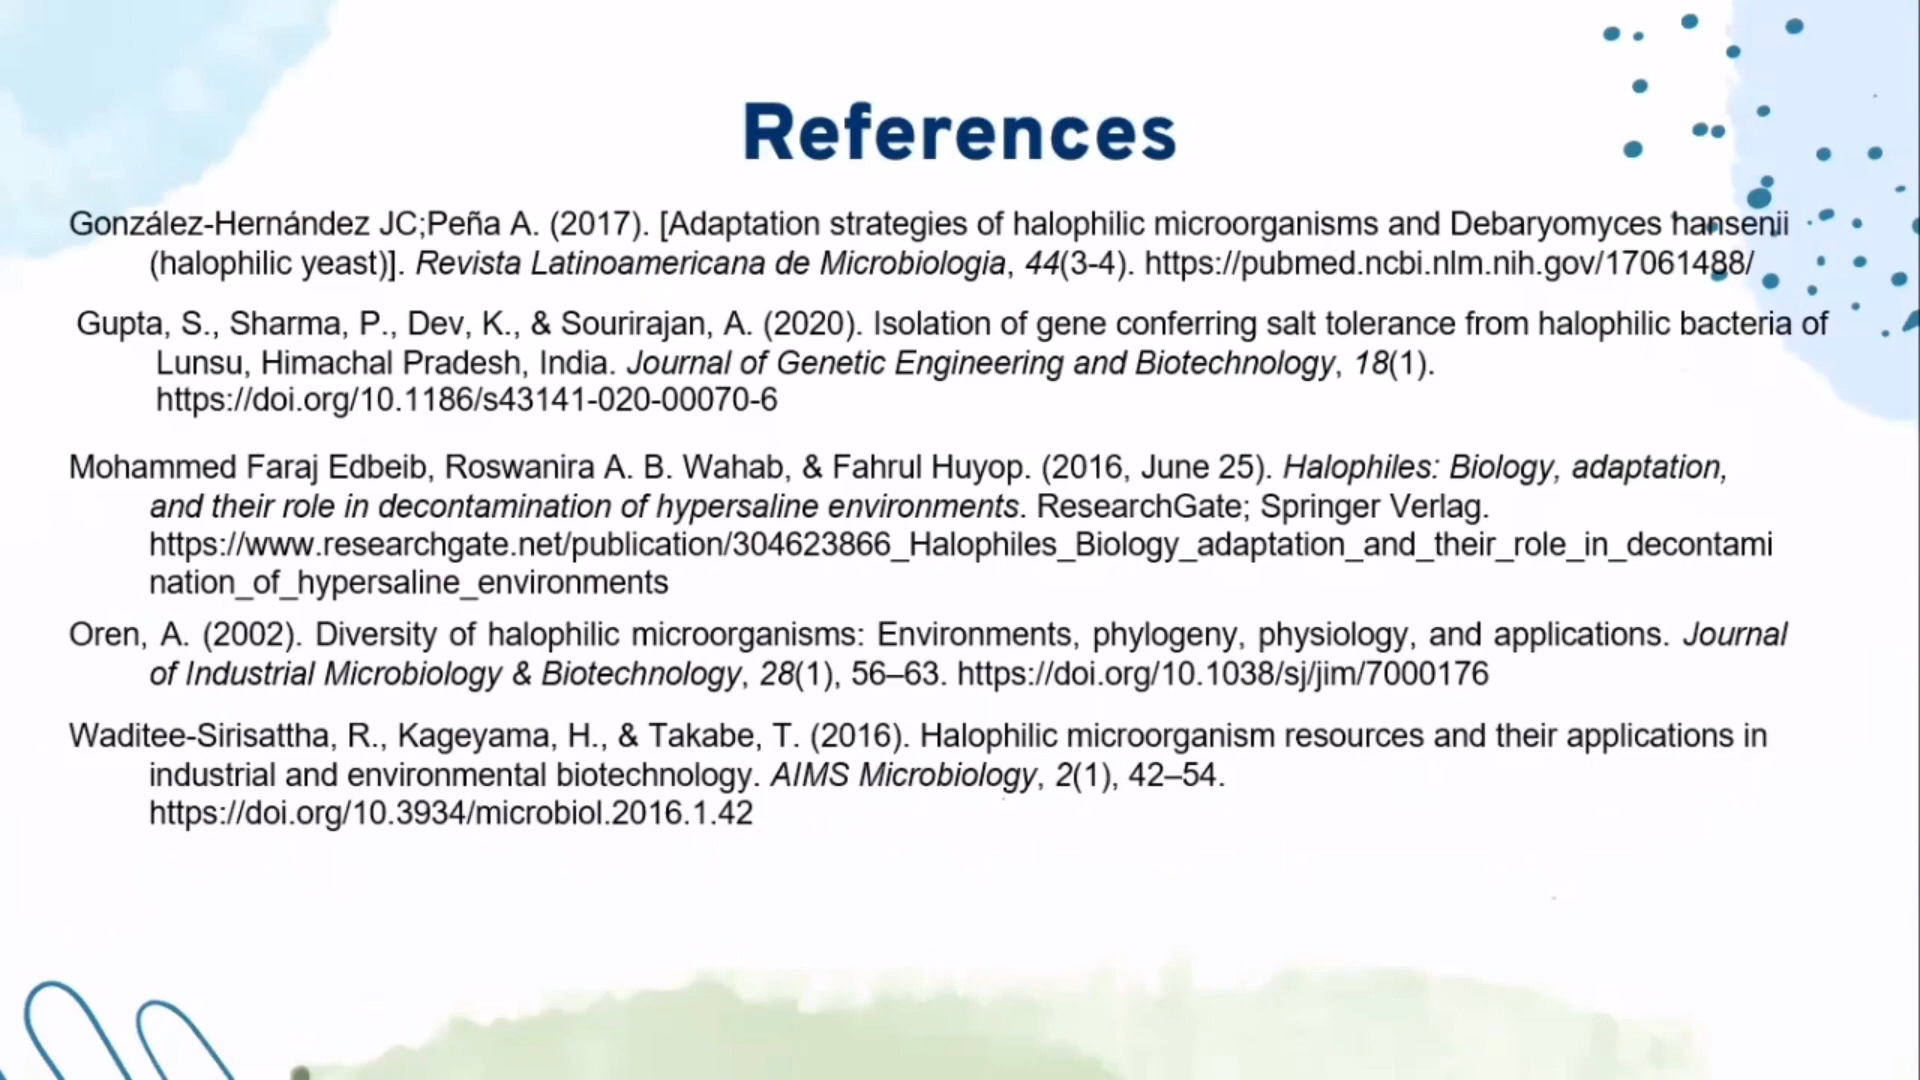 References
González-Hernández JC;Peña A. (2017). [Adaptation strategies of halophilic microorganisms and Debaryomyces hansenii
(halophilic yeast)]. Revista Latinoamericana de Microbiologia, 44(3-4). https://pubmed.ncbi.nlm.nih.gov/17061488/
Gupta, S., Sharma, P., Dev, K., & Sourirajan, A. (2020). Isolation of gene conferring salt tolerance from halophilic bacteria of
Lunsu, Himachal Pradesh, India. Journal of Genetic Engineering and Biotechnology, 18(1).
https://doi.org/10.1186/s43141-020-00070-6
Mohammed Faraj Edbeib, Roswanira A. B. Wahab, & Fahrul Huyop. (2016, June 25). Halophiles: Biology, adaptation,
and their role in decontamination of hypersaline environments. ResearchGate; Springer Verlag.
https://www.researchgate.net/publication/304623866_Halophiles_Biology_adaptation_and_their_role_in_decontami
nation_of_hypersaline_environments
Oren, A. (2002). Diversity of halophilic microorganisms: Environments, phylogeny, physiology, and applications. Journal
of Industrial Microbiology & Biotechnology, 28(1), 56–63. https://doi.org/10.1038/sj/jim/7000176
Waditee-Sirisattha, R., Kageyama, H., & Takabe, T. (2016). Halophilic microorganism resources and their applications in
industrial and environmental biotechnology. AIMS Microbiology, 2(1), 42–54.
https://doi.org/10.3934/microbiol.2016.1.42